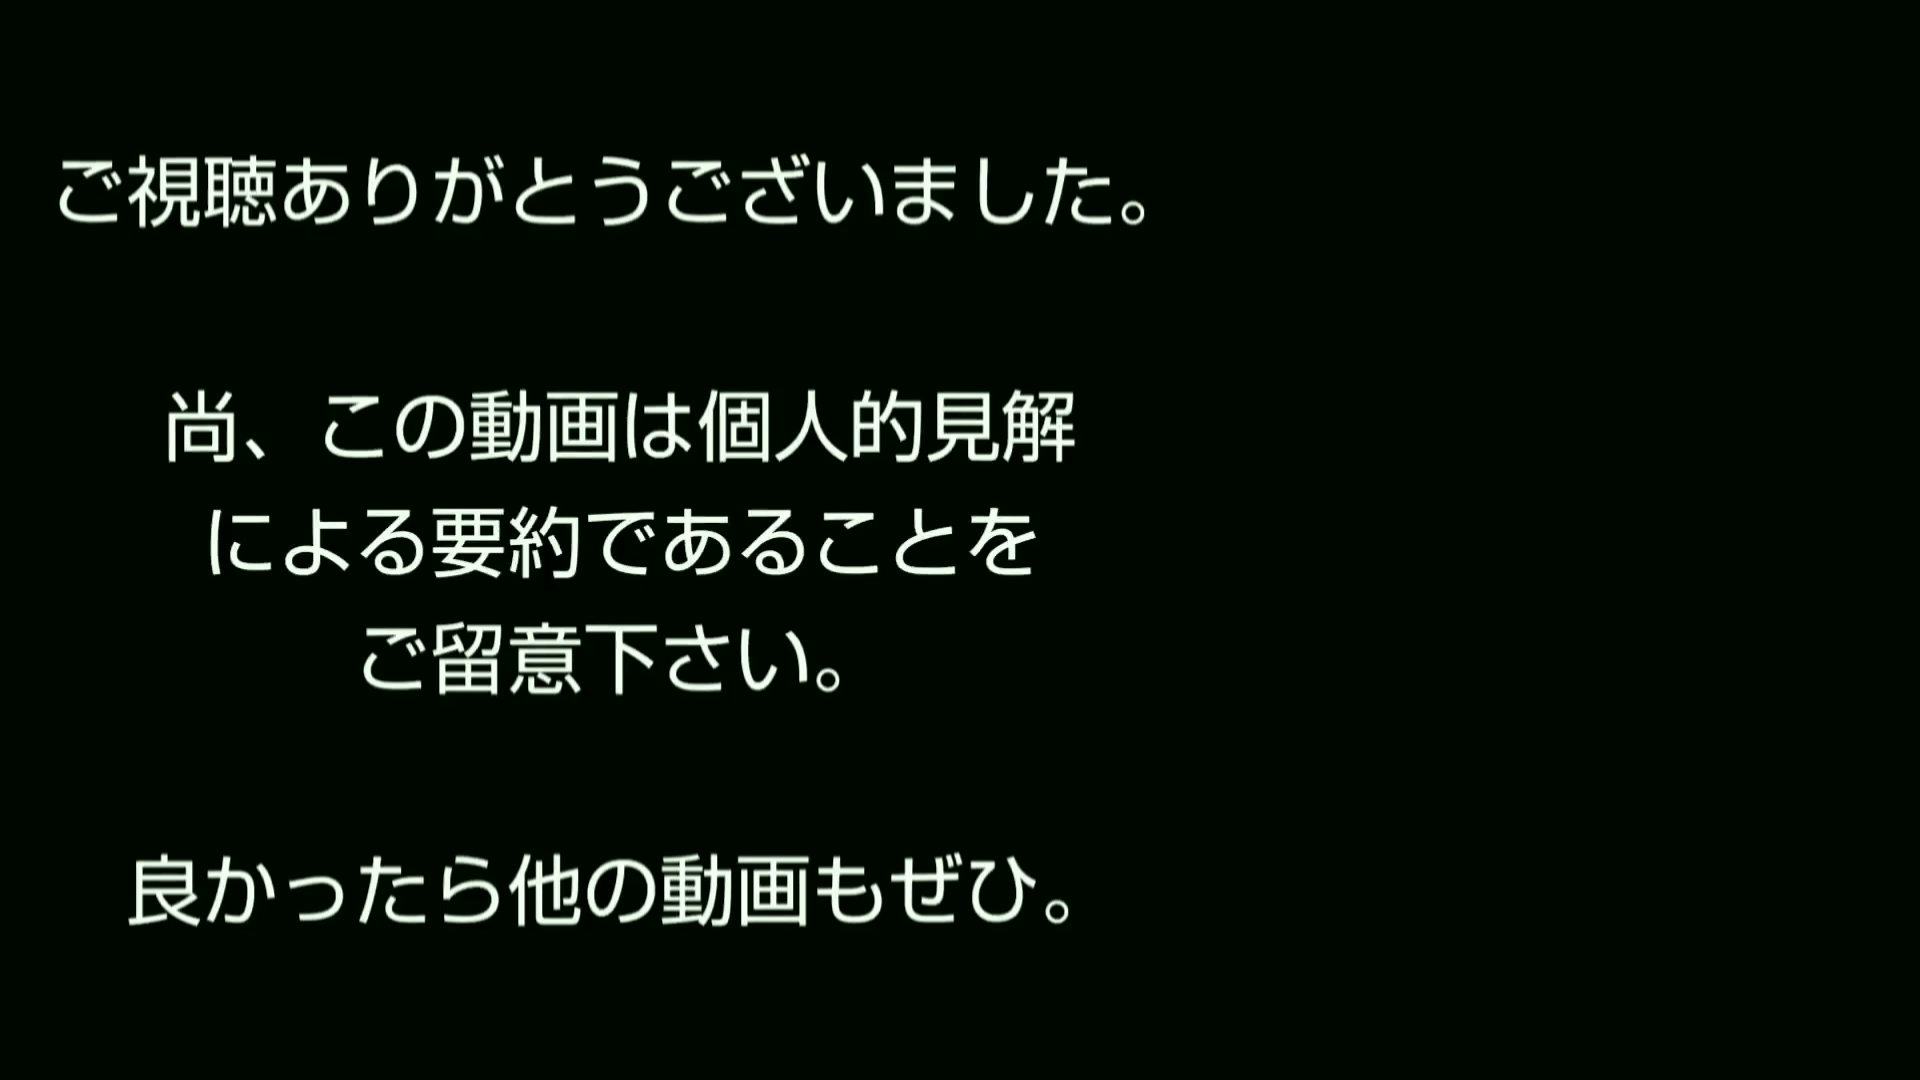 ご視聴ありがとうございました。
尚、この動画は個人的見解
による要約であることを
ご留意下さい。
良かったら他の動画もぜひ。